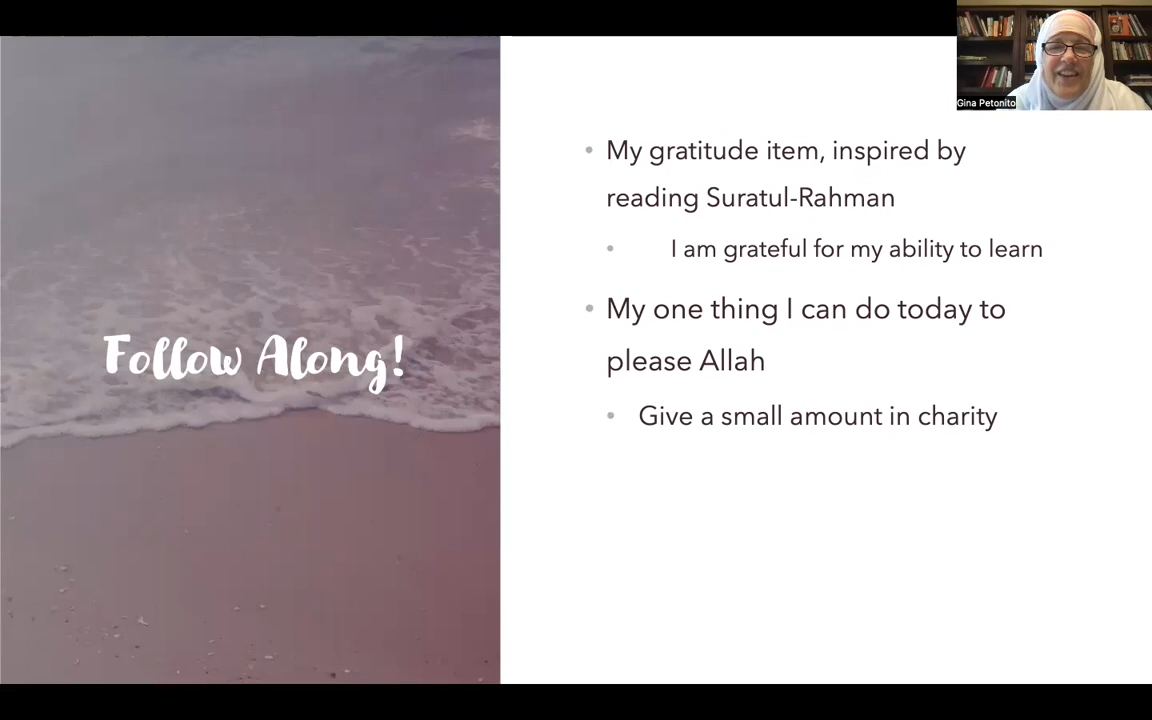 Gina Petonito
My gratitude item, inspired by
reading Suratul-Rahman
I am grateful for my ability to learn
My one thing I can do today to
please Allah
Give a small amount in charity
Follow Along!